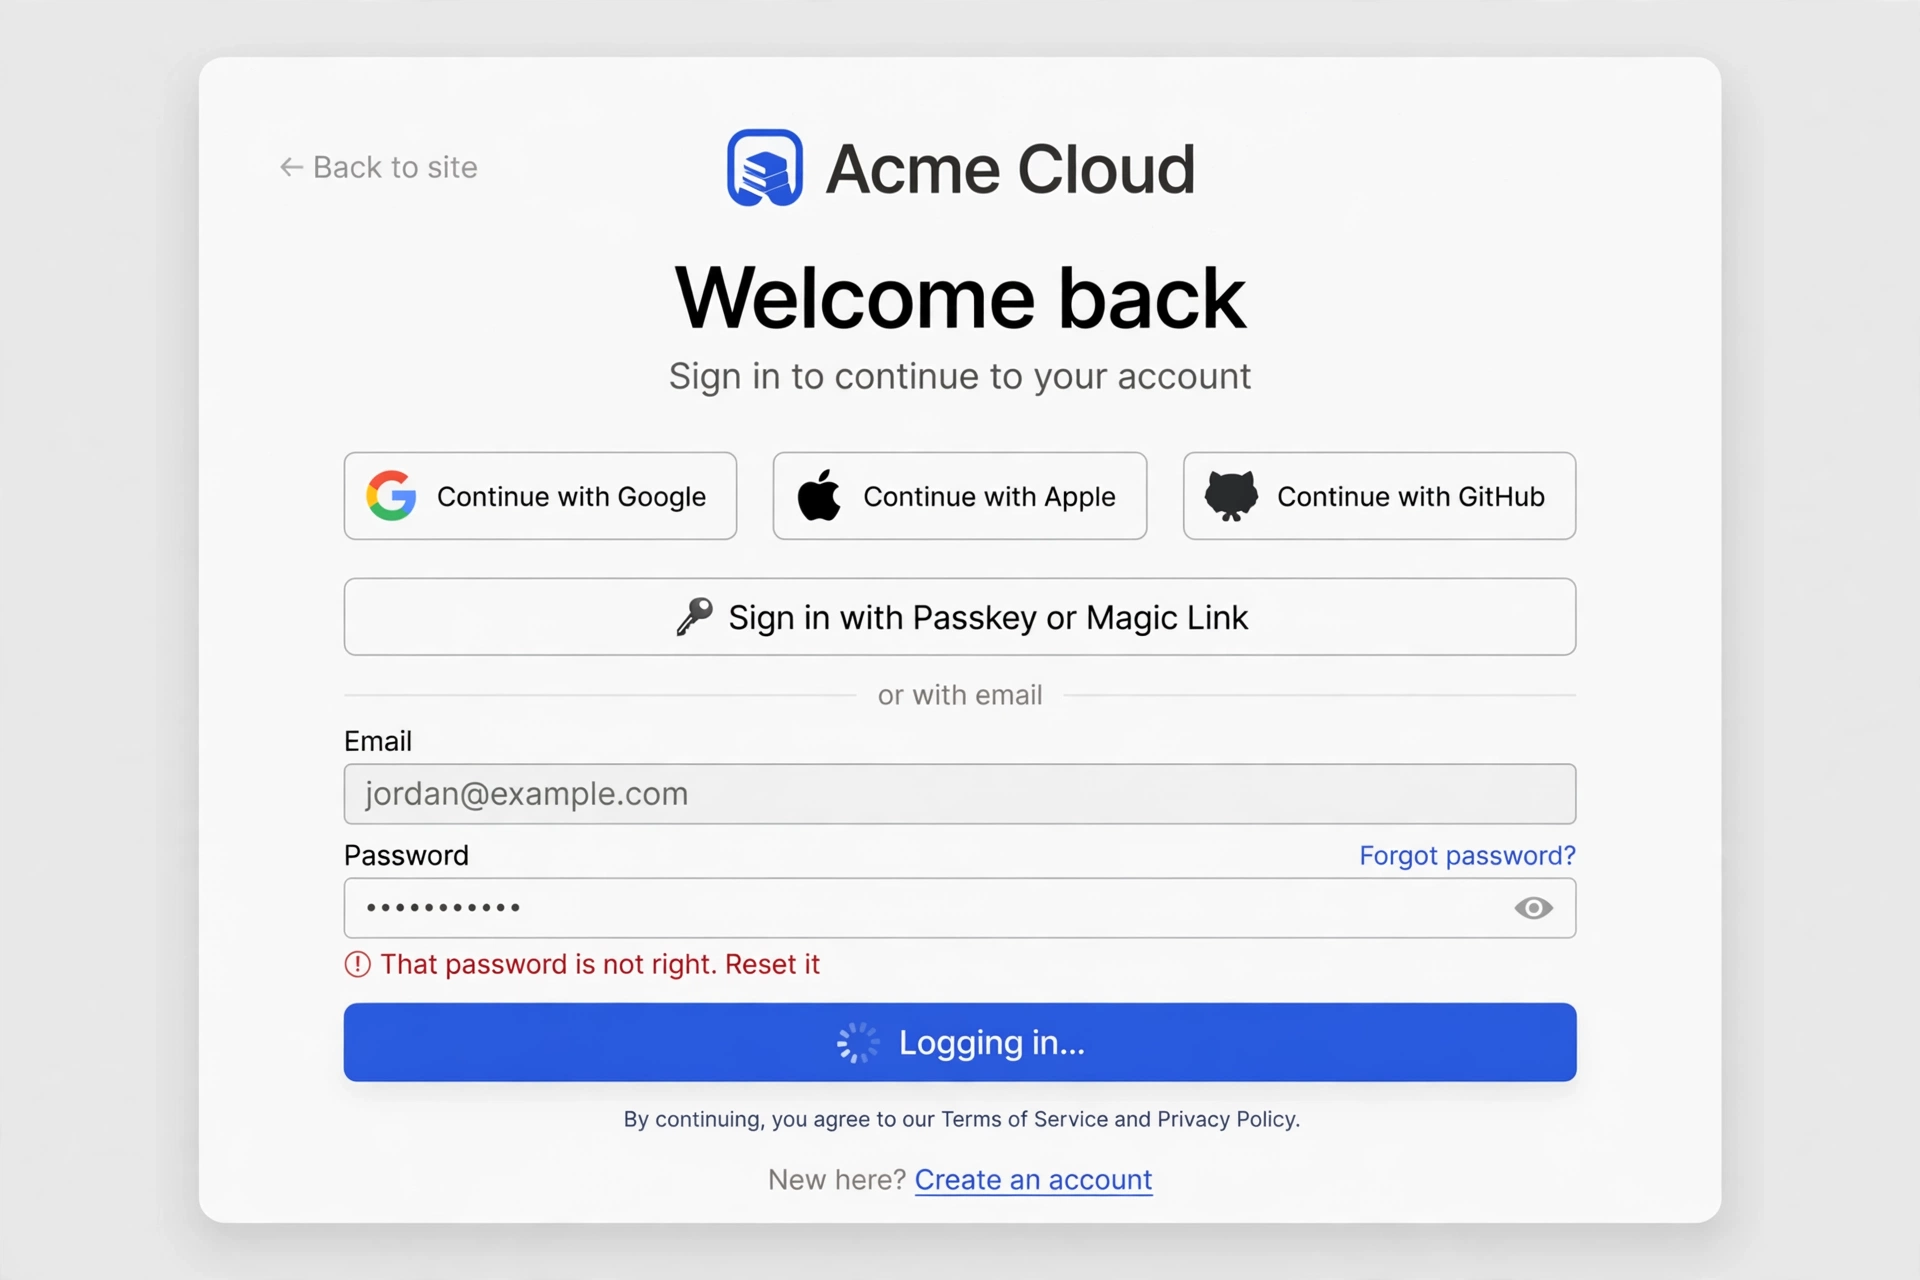 ← Back to site
Acme Cloud
Welcome back
Sign in to continue to your account
Continue with Google
Continue with Apple
Continue with GitHub
Sign in with Passkey or Magic Link
or with email
Email
jordan@example.com
Password
Forgot password?
•••••••••••
That password is not right. Reset it
Logging in...
By continuing, you agree to our Terms of Service and Privacy Policy.
New here? Create an account